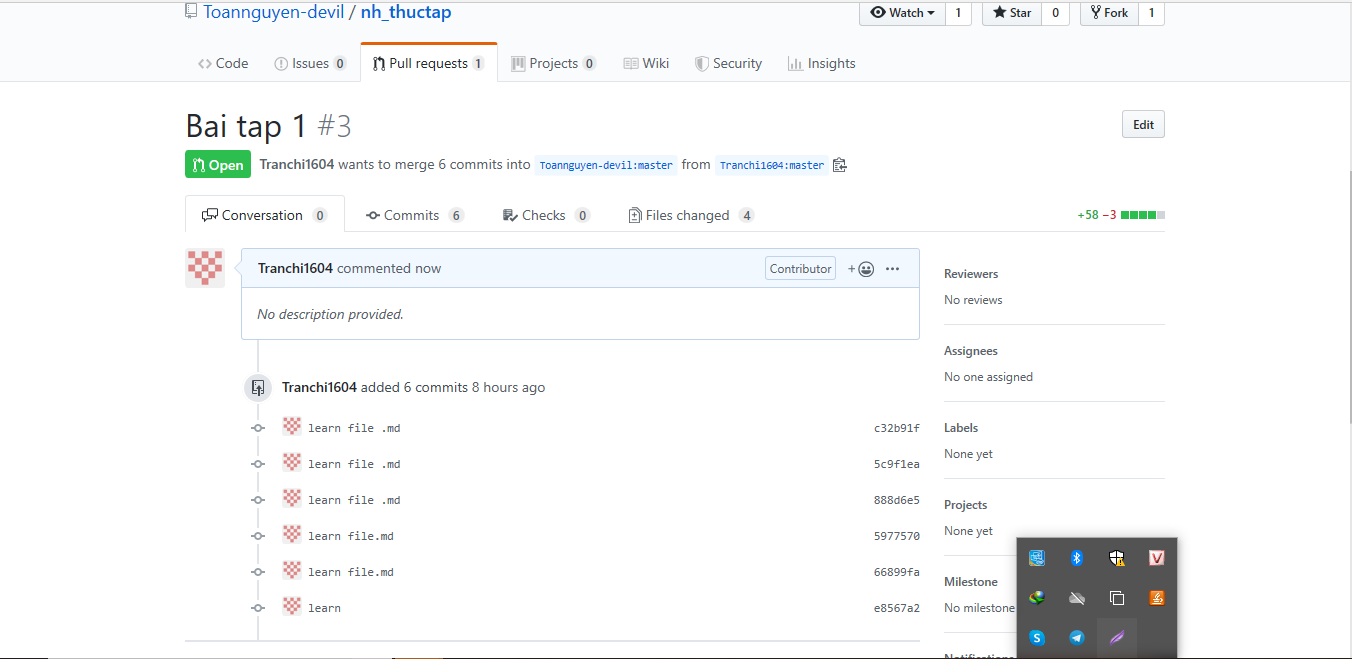 Toannguyen-devil / nh_thuctap
Watch 1 Star 0 Fork 1
Code Issues 0 Pull requests 1 Projects 0 Wiki Security Insights
Bai tap 1 #3
Edit
Open Tranchi1604 wants to merge 6 commits into Toannguyen-devil:master from Tranchi1604:master
Conversation 0 Commits 6 Checks 0 Files changed 4 +58 −3
Tranchi1604 commented now Contributor
No description provided.
Tranchi1604 added 6 commits 8 hours ago
learn file .md c32b91f
learn file .md 5c9f1ea
learn file .md 888d6e5
learn file.md 5977570
learn file.md 66899fa
learn e8567a2
Reviewers
No reviews
Assignees
No one assigned
Labels
None yet
Projects
None yet
Milestone
No milestone
Notifications